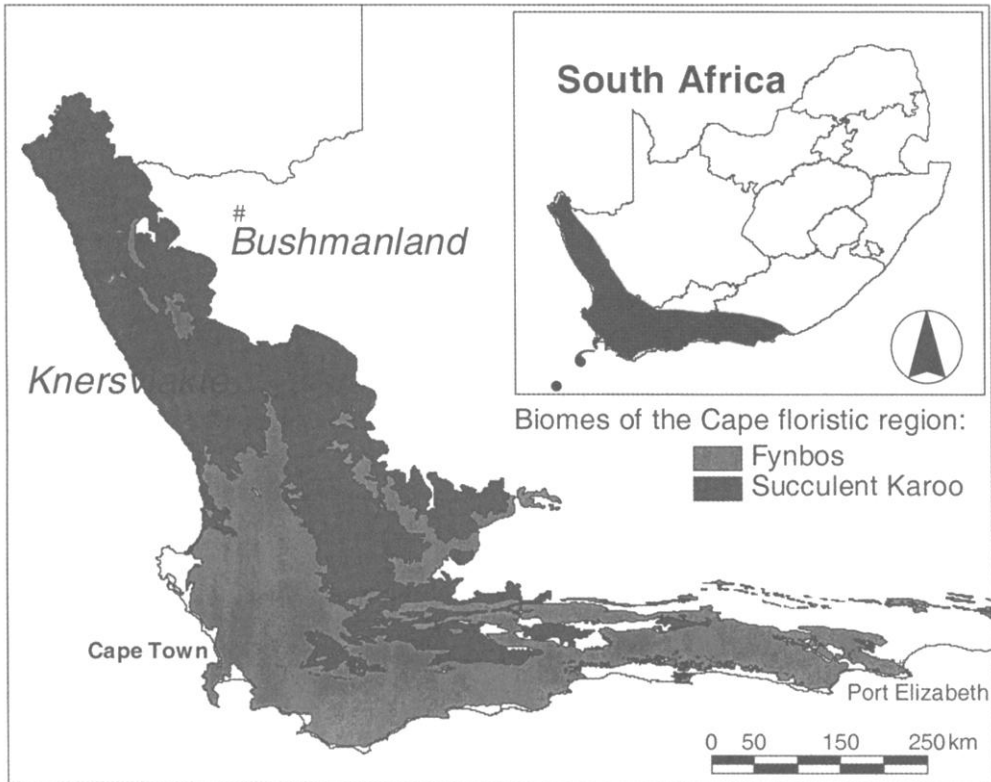 South Africa
#
Bushmanland
Knersvlakte
Biomes of the Cape floristic region:
Fynbos
Succulent Karoo
Cape Town
Port Elizabeth
0 50 150 250 km